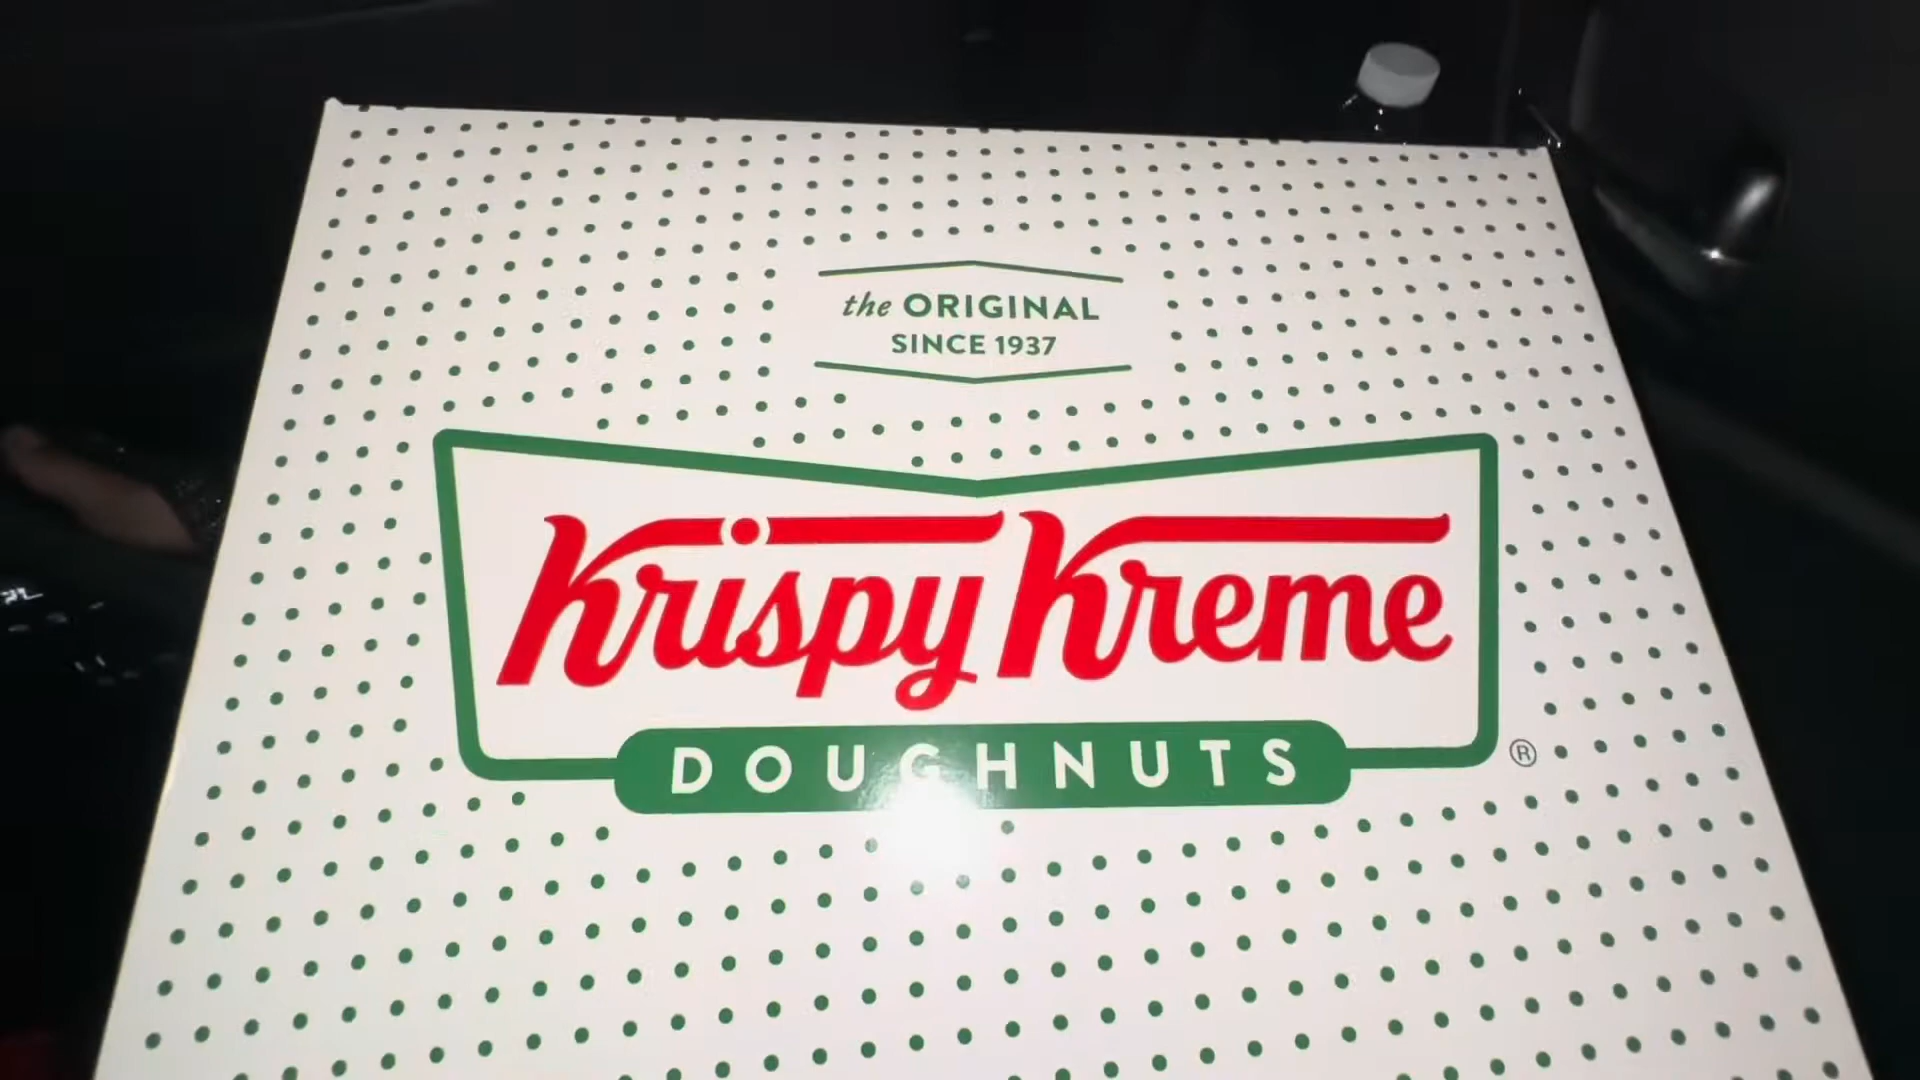 the ORIGINAL
SINCE 1937
Krispy Kreme
DOUGHNUTS
®